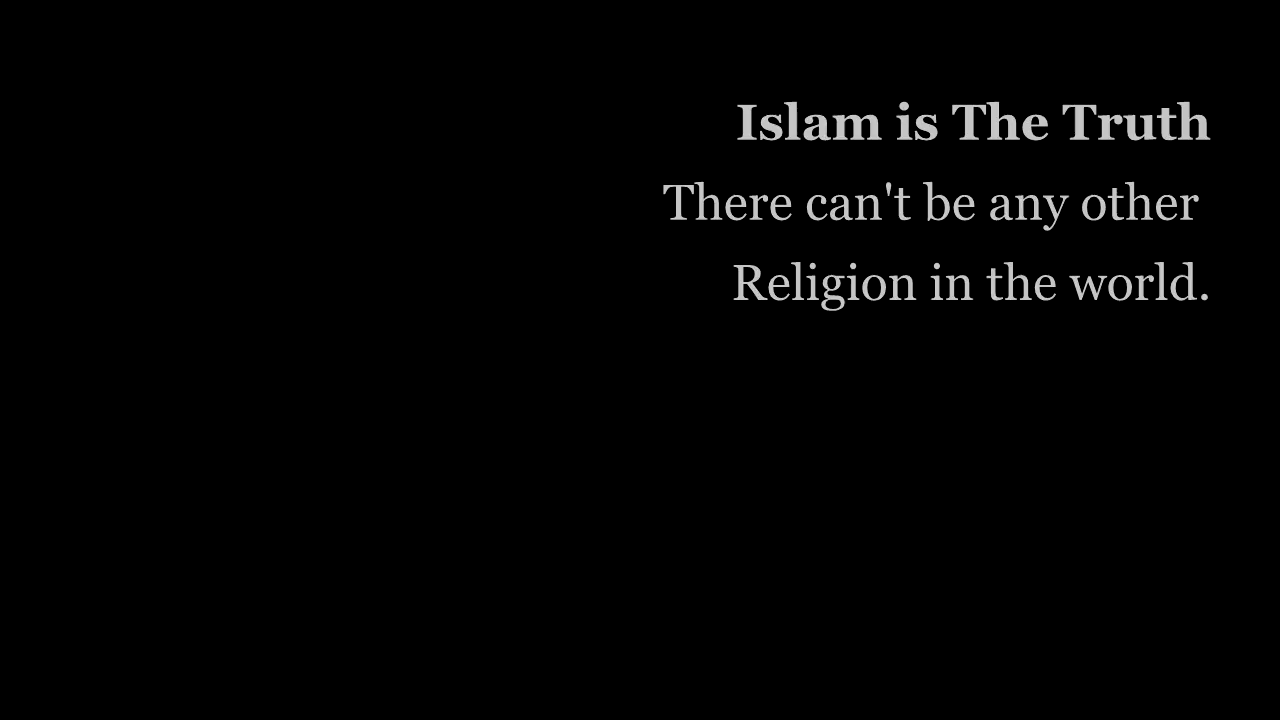 Islam is The Truth
There can't be any other
Religion in the world.